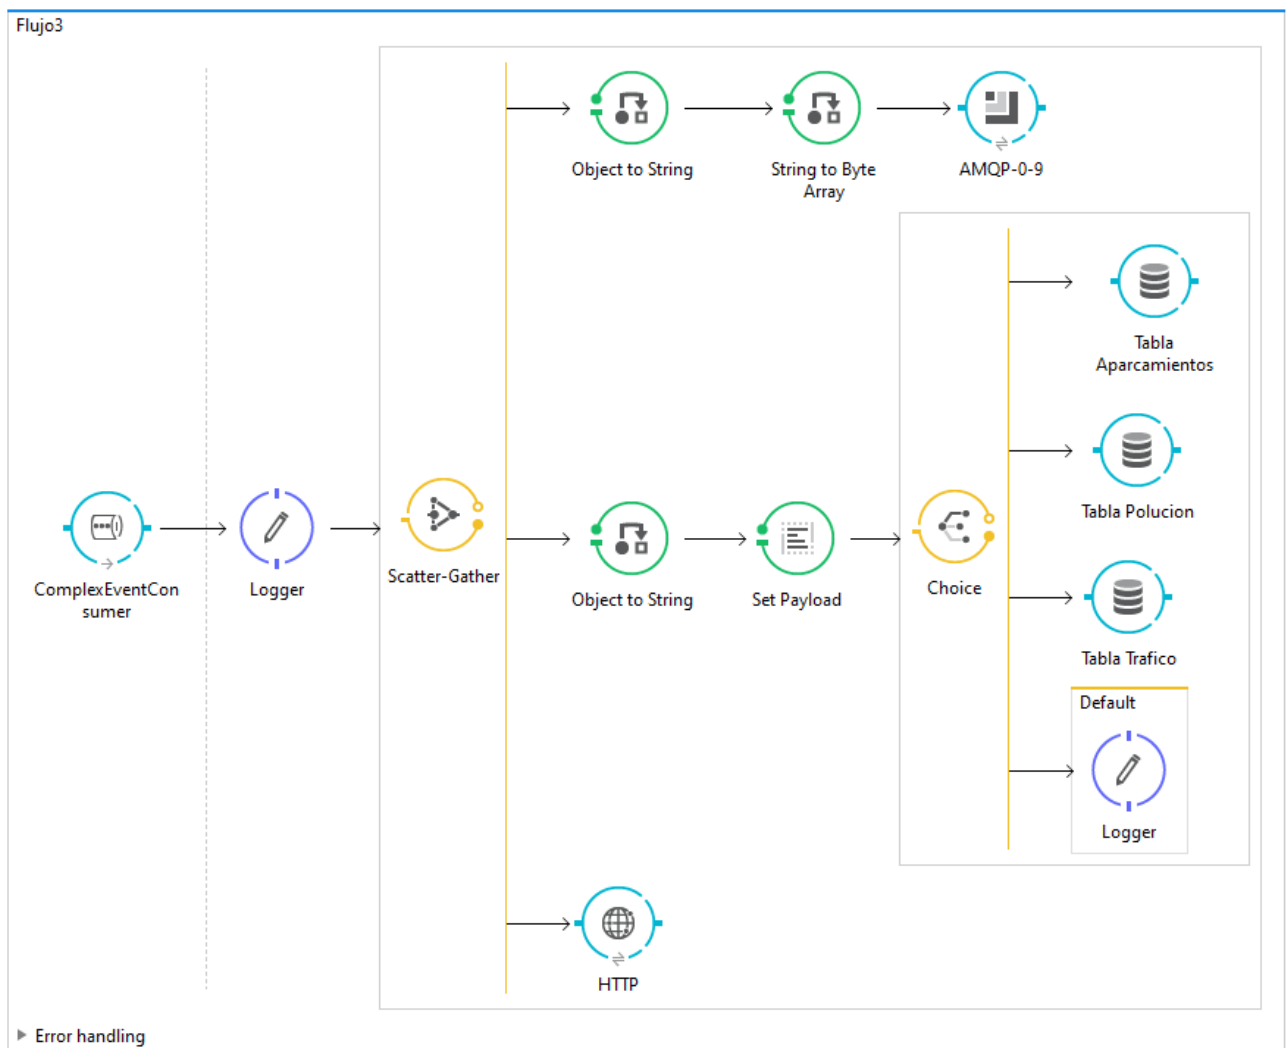 Flujo3
Object to String
String to Byte
Array
AMQP-0-9
Tabla
Aparcamientos
Tabla Polucion
ComplexEventCon
sumer
Logger
Scatter-Gather
Object to String
Set Payload
Choice
Tabla Trafico
Default
Logger
HTTP
Error handling